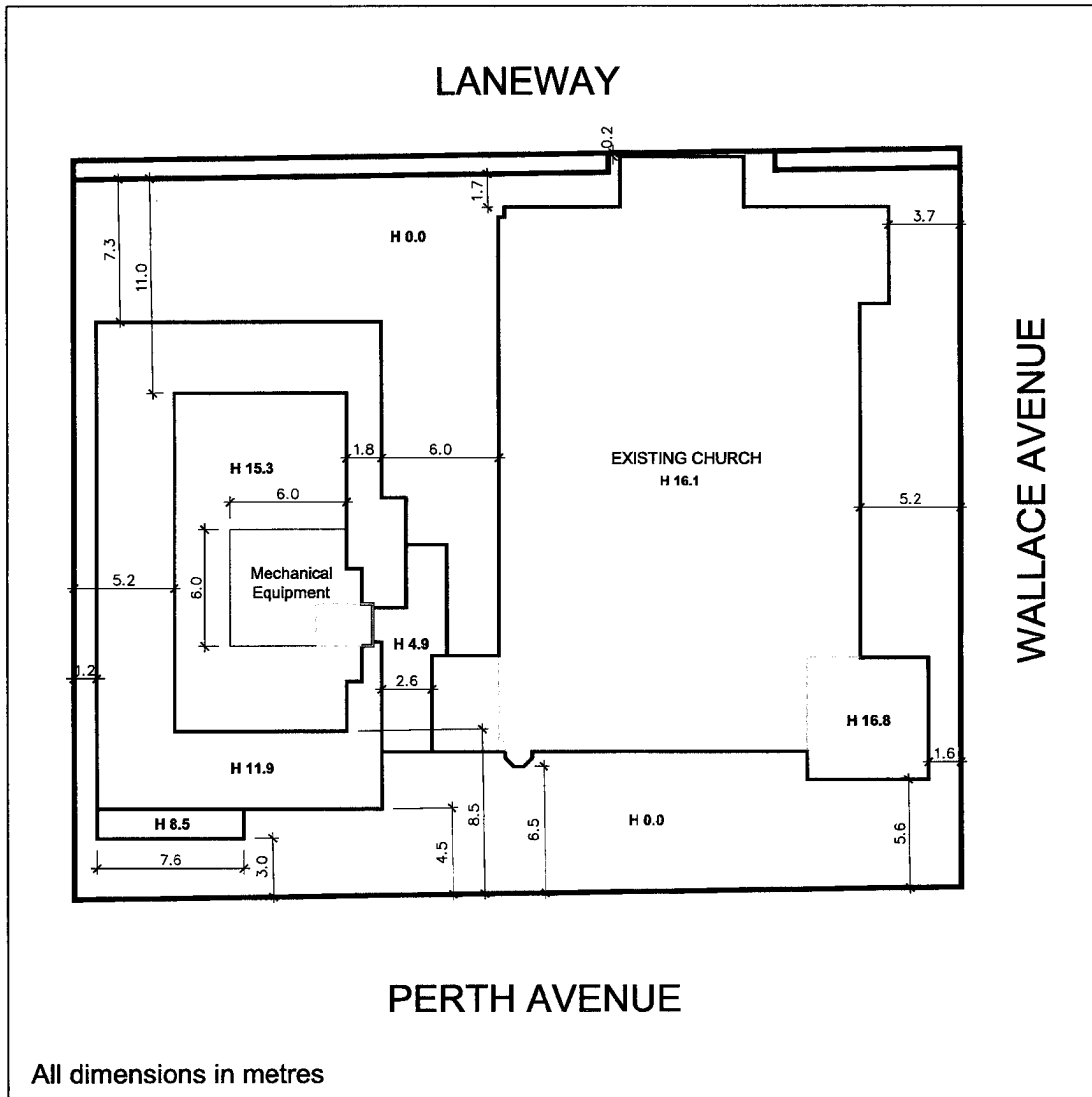 LANEWAY
0.2
1.7
3.7
H 0.0
7.3
11.0
WALLACE AVENUE
H 15.3
1.8
6.0
EXISTING CHURCH
H 16.1
6.0
5.2
6.0
Mechanical
Equipment
5.2
H 4.9
1.2
2.6
H 16.8
H 11.9
1.6
8.5
6.5
H 8.5
H 0.0
5.6
4.5
7.6
3.0
PERTH AVENUE
All dimensions in metres